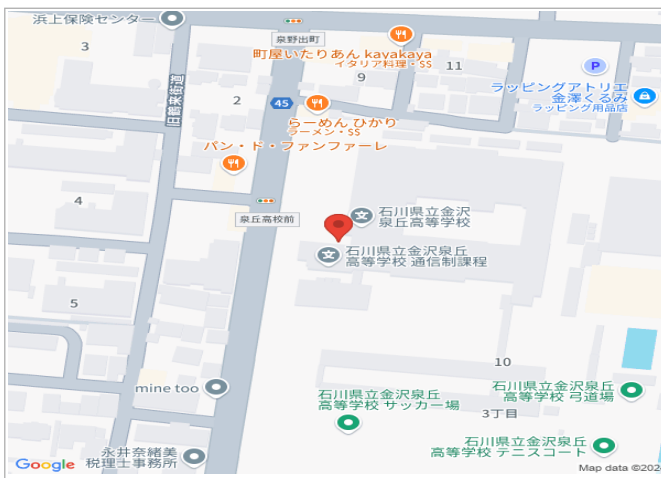 浜上保険センター
3
泉野出町
町屋いたりあん kayakaya
イタリア料理・$$
9
11
P
ラッピングアトリエ
金澤くるみ
ラッピング用品店
旧鶴来街道
2
45
らーめん ひかり
ラーメン・$$
パン・ド・ファンファーレ
4
泉丘高校前
石川県立金沢
泉丘高等学校
文
石川県立金沢泉丘
高等学校 通信制課程
文
5
10
mine too
石川県立金沢泉丘
高等学校 サッカー場
石川県立金沢泉丘
高等学校 弓道場
3丁目
永井奈緒美
税理士事務所
石川県立金沢泉丘
高等学校 テニスコート
Google
Map data ©202